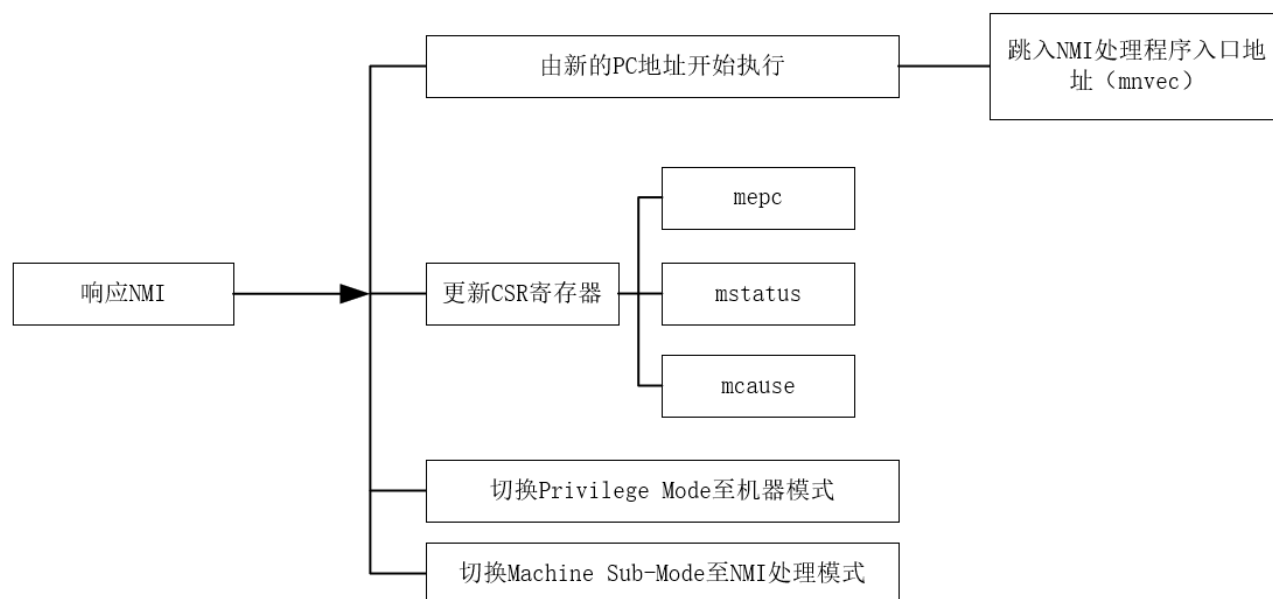 由新的PC地址开始执行
跳入NMI处理程序入口地
址（mnvec）
mepc
响应NMI
更新CSR寄存器
mstatus
mcause
切换Privilege Mode至机器模式
切换Machine Sub-Mode至NMI处理模式